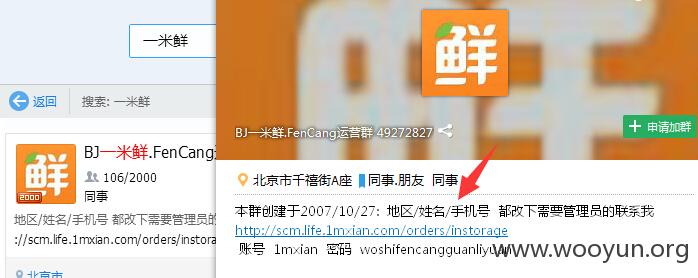 一米鲜
返回 搜索: 一米鲜
BJ一米鲜.FenCang
106/2000
2000
同事
地区/姓名/手机号 都改下需要管理员的联系我
://scm.life.1mxian.com/orders/instorage
北京市
鲜
BJ一米鲜.FenCang运营群 49272827
+ 申请加群
北京市千禧街A座 同事.朋友 同事
本群创建于2007/10/27: 地区/姓名/手机号 都改下需要管理员的联系我
http://scm.life.1mxian.com/orders/instorage
账号 1mxian 密码 woshifencangguanliyuan
www.wooyun.org